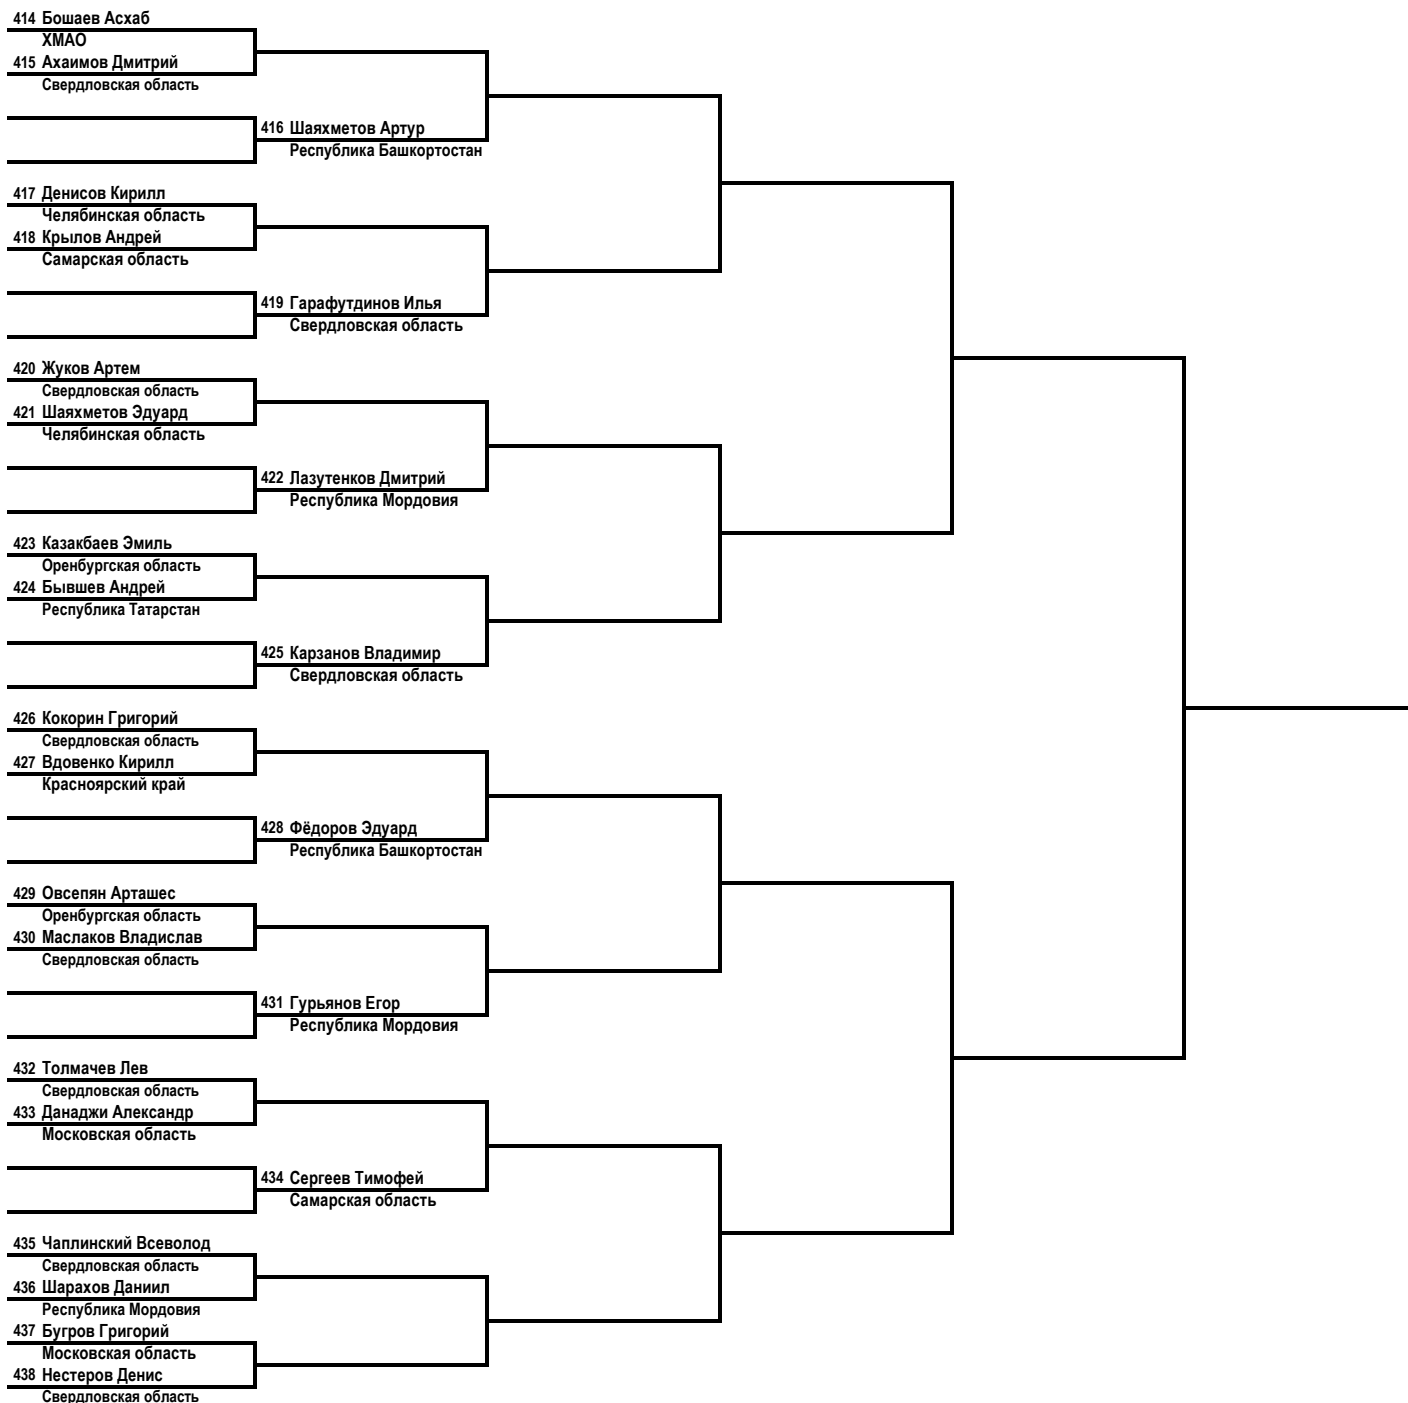 414 Бошаев Асхаб
ХМАО
415 Ахаимов Дмитрий
Свердловская область
416 Шаяхметов Артур
Республика Башкортостан
417 Денисов Кирилл
Челябинская область
418 Крылов Андрей
Самарская область
419 Гарафутдинов Илья
Свердловская область
420 Жуков Артем
Свердловская область
421 Шаяхметов Эдуард
Челябинская область
422 Лазутенков Дмитрий
Республика Мордовия
423 Казакбаев Эмиль
Оренбургская область
424 Бывшев Андрей
Республика Татарстан
425 Карзанов Владимир
Свердловская область
426 Кокорин Григорий
Свердловская область
427 Вдовенко Кирилл
Красноярский край
428 Фёдоров Эдуард
Республика Башкортостан
429 Овсепян Арташес
Оренбургская область
430 Маслаков Владислав
Свердловская область
431 Гурьянов Егор
Республика Мордовия
432 Толмачев Лев
Свердловская область
433 Данаджи Александр
Московская область
434 Сергеев Тимофей
Самарская область
435 Чаплинский Всеволод
Свердловская область
436 Шарахов Даниил
Республика Мордовия
437 Бугров Григорий
Московская область
438 Нестеров Денис
Свердловская область